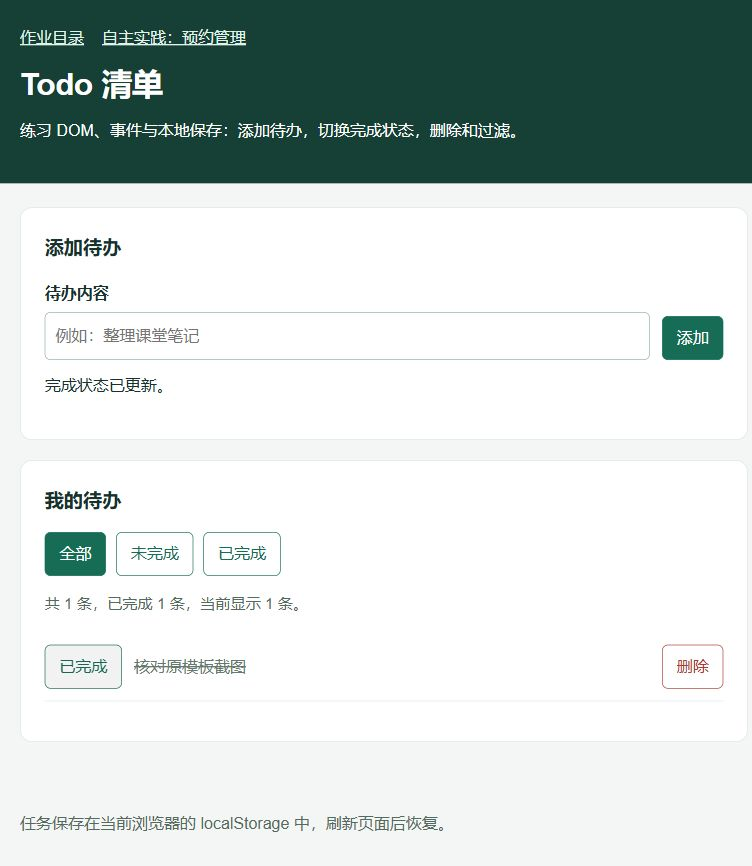 作业目录 自主实践：预约管理
Todo 清单
练习 DOM、事件与本地保存：添加待办，切换完成状态，删除和过滤。
添加待办
待办内容
例如：整理课堂笔记 添加
完成状态已更新。
我的待办
全部 未完成 已完成
共 1 条，已完成 1 条，当前显示 1 条。
已完成 核对原模板截图 删除
任务保存在当前浏览器的 localStorage 中，刷新页面后恢复。